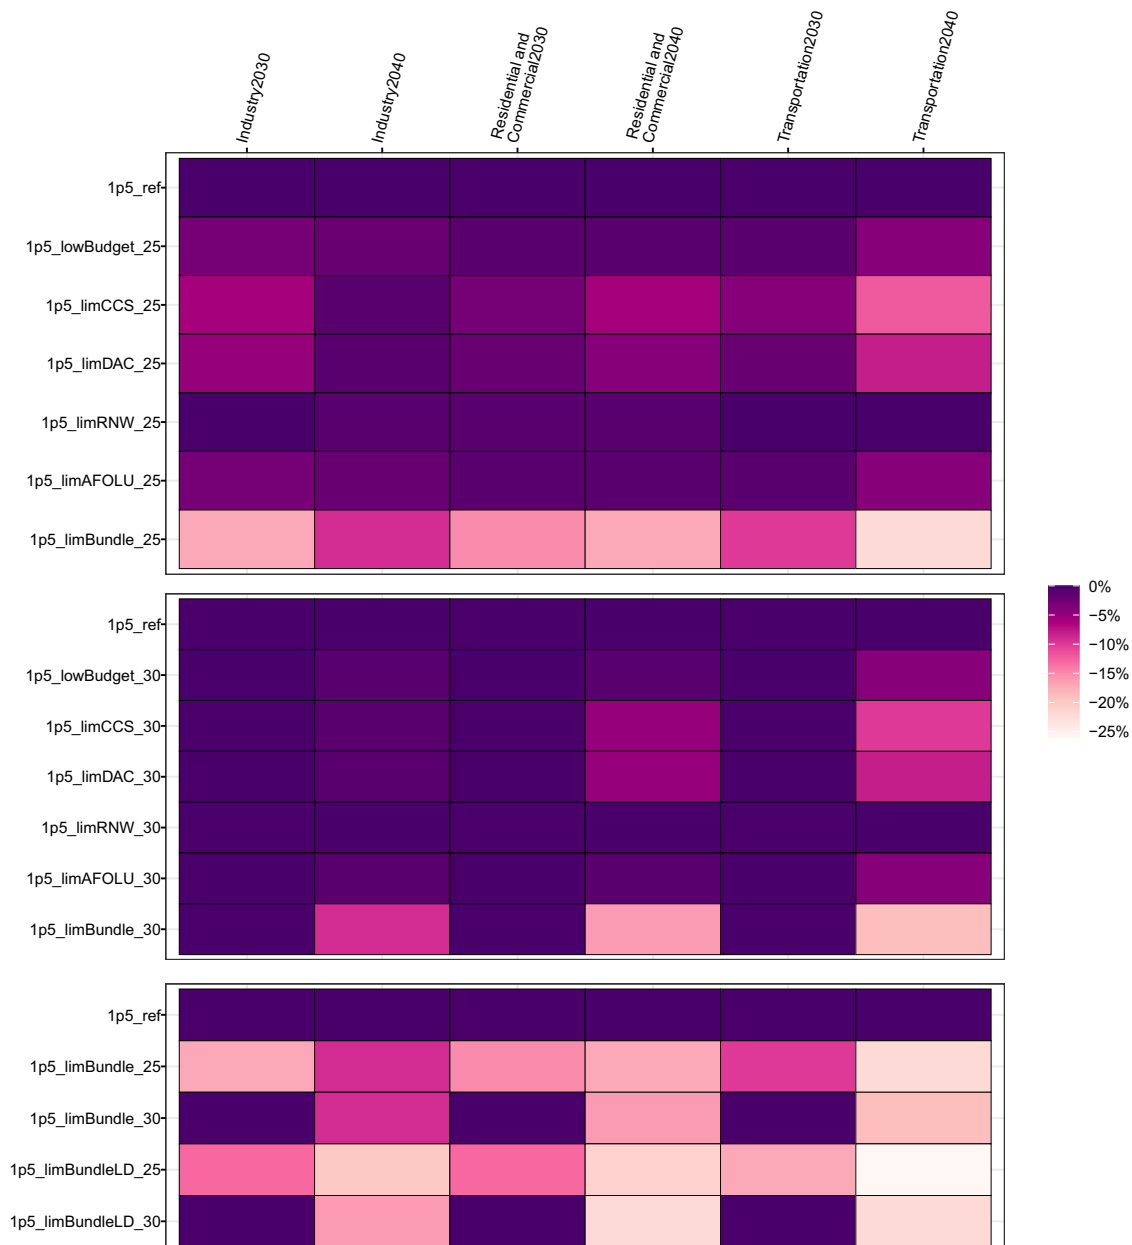 Industry2030
Industry2040
Residential and
Commercial2030
Residential and
Commercial2040
Transportation2030
Transportation2040
1p5_ref
1p5_lowBudget_25
1p5_limCCS_25
1p5_limDAC_25
1p5_limRNW_25
1p5_limAFOLU_25
1p5_limBundle_25
1p5_ref
1p5_lowBudget_30
1p5_limCCS_30
1p5_limDAC_30
1p5_limRNW_30
1p5_limAFOLU_30
1p5_limBundle_30
1p5_ref
1p5_limBundle_25
1p5_limBundle_30
1p5_limBundleLD_25
1p5_limBundleLD_30
0%
−5%
−10%
−15%
−20%
−25%